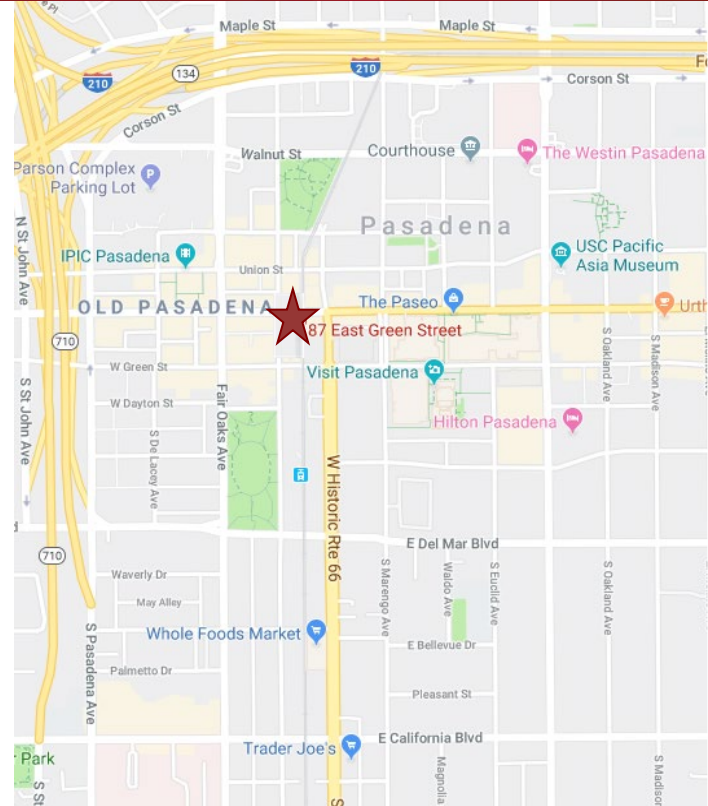 Pl
Maple St
Maple St
210
134
210
Fo
Corson St
Corson St
Walnut St
Courthouse
The Westin Pasadena
Parson Complex
Parking Lot
N St John Ave
Pasadena
IPIC Pasadena
USC Pacific
Asia Museum
Union St
OLD PASADENA
The Paseo
Urth
87 East Green Street
710
W Green St
Visit Pasadena
S Oakland Ave
S Madison Ave
S St John Ave
W Dayton St
Fair Oaks Ave
Hilton Pasadena
S De Lacey Ave
W Historic Rte 66
E Del Mar Blvd
710
Waverly Dr
S Marengo Ave
Waldo Ave
S Euclid Ave
S Oakland Ave
May Alley
Whole Foods Market
E Bellevue Dr
S Pasadena Ave
Palmetto Dr
Pleasant St
E California Blvd
Trader Joe's
Park
Magnolia
S Madison
S St
S